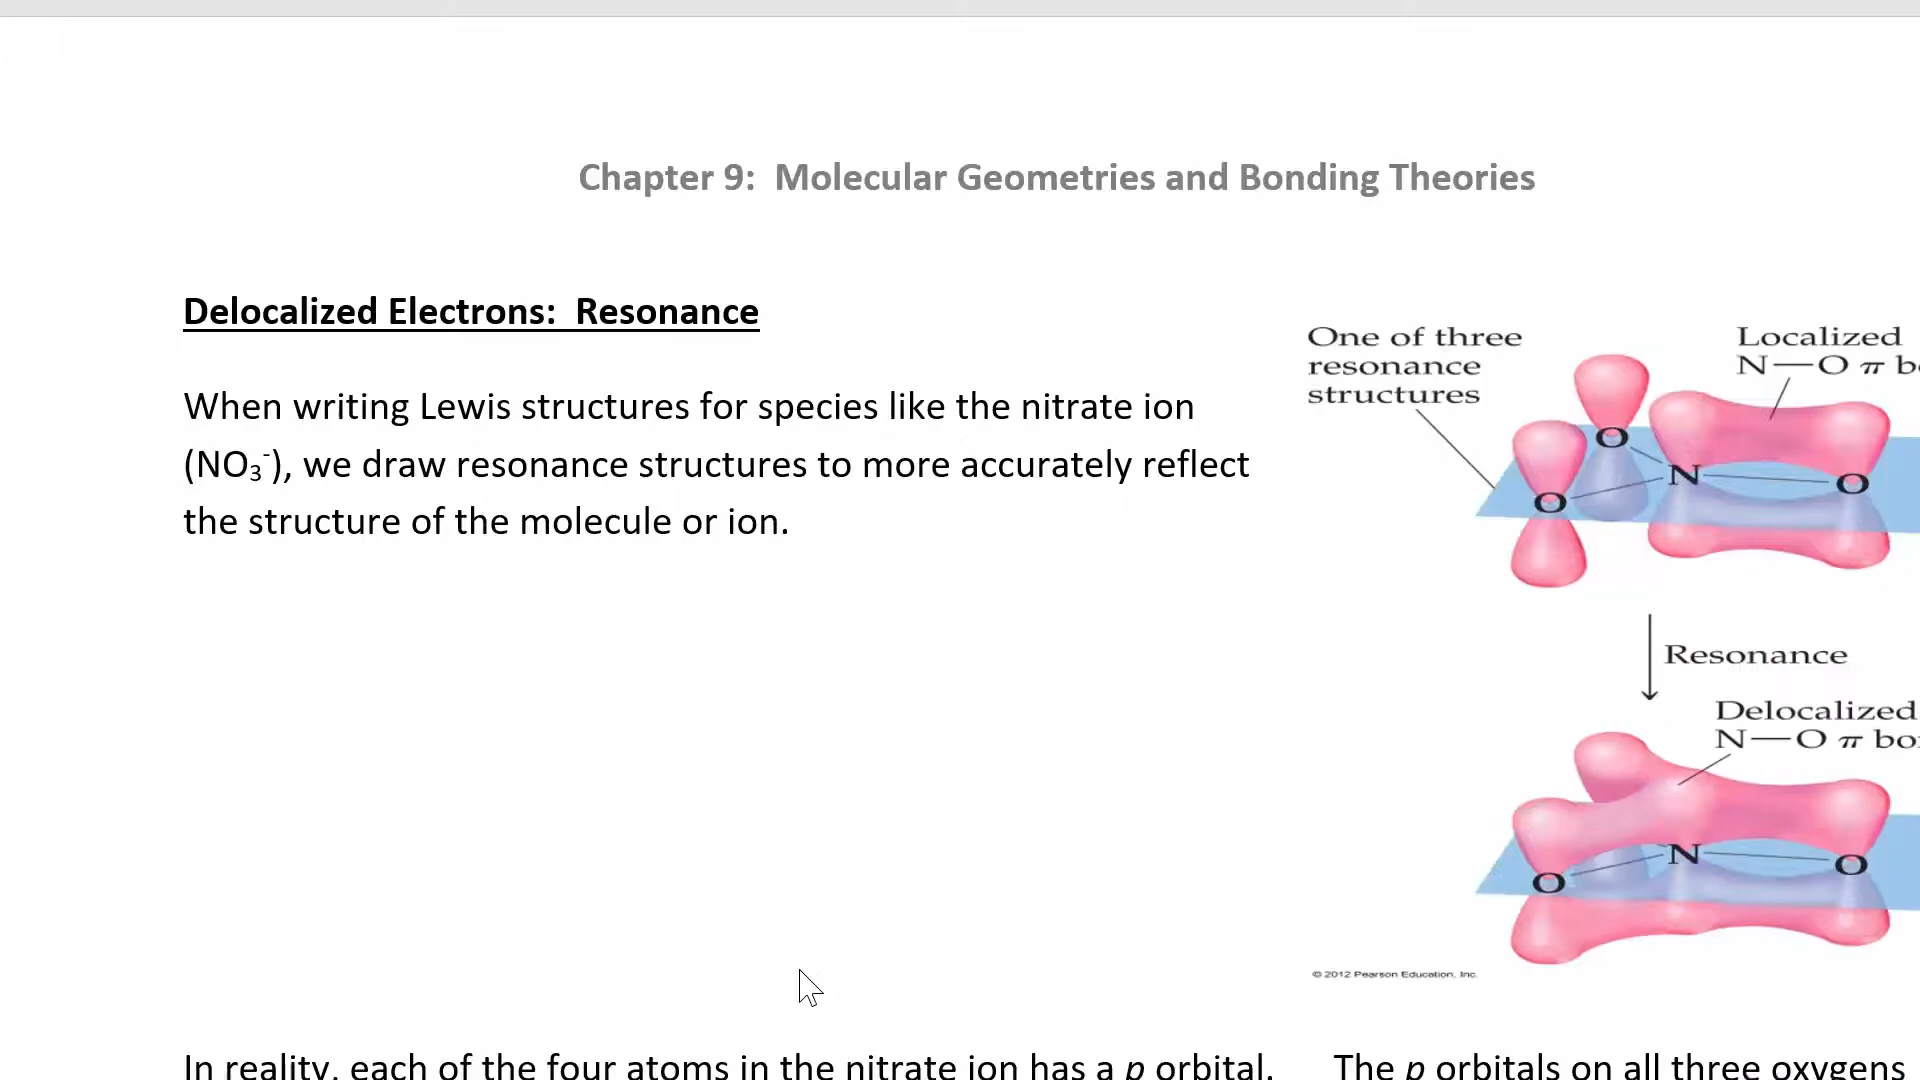 Chapter 9:  Molecular Geometries and Bonding Theories
Delocalized Electrons:  Resonance
When writing Lewis structures for species like the nitrate ion
(NO₃⁻), we draw resonance structures to more accurately reflect
the structure of the molecule or ion.
One of three
resonance
structures
Localized
N—O π
O
N
O
O
Resonance
Delocalized
N—O π
N
O
O
© 2012 Pearson Education, Inc.
In reality, each of the four atoms in the nitrate ion has a p orbital.  The p orbitals on all three oxygens